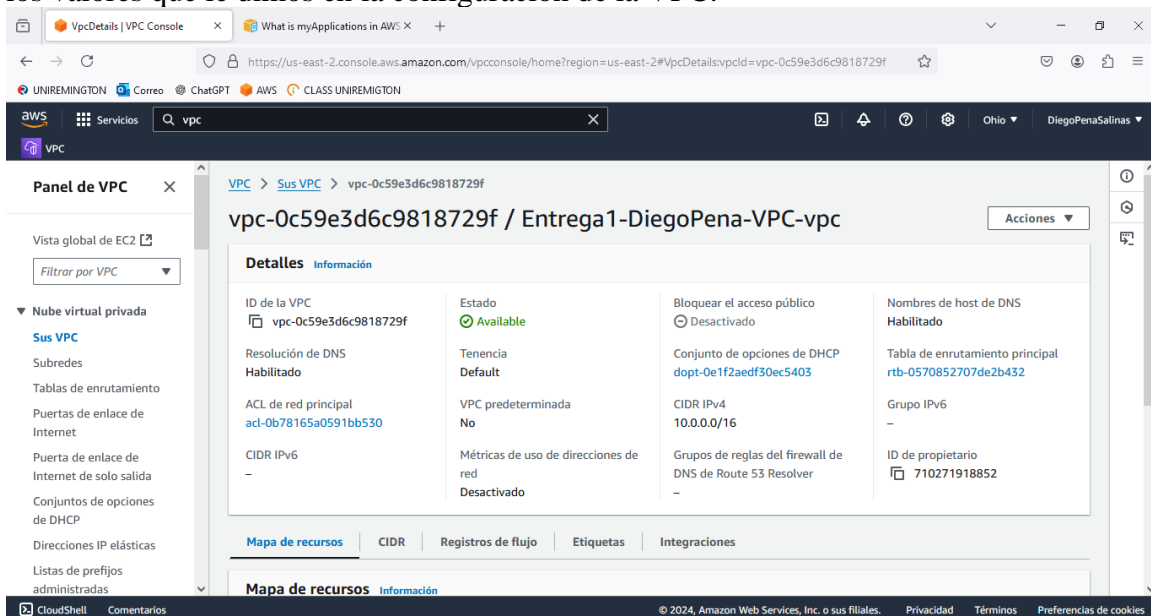 los valores que le dimos en la configuración de la VPC.
VpcDetails | VPC Console
What is myApplications in AWS
https://us-east-2.console.aws.amazon.com/vpcconsole/home?region=us-east-2#VpcDetails:vpcId=vpc-0c59e3d6c9818729f
UNIREMINGTON Correo ChatGPT AWS CLASS UNIREMIGTON
aws Servicios vpc Ohio DiegoPenaSalinas
VPC
Panel de VPC
Vista global de EC2
Filtrar por VPC
Nube virtual privada
Sus VPC
Subredes
Tablas de enrutamiento
Puertas de enlace de
Internet
Puerta de enlace de
Internet de solo salida
Conjuntos de opciones
de DHCP
Direcciones IP elásticas
Listas de prefijos
administradas
VPC > Sus VPC > vpc-0c59e3d6c9818729f
vpc-0c59e3d6c9818729f / Entrega1-DiegoPena-VPC-vpc
Acciones
Detalles Información
ID de la VPC
vpc-0c59e3d6c9818729f
Estado
Available
Bloquear el acceso público
Desactivado
Nombres de host de DNS
Habilitado
Resolución de DNS
Habilitado
Tenencia
Default
Conjunto de opciones de DHCP
dopt-0e1f2aedf30ec5403
Tabla de enrutamiento principal
rtb-0570852707de2b432
ACL de red principal
acl-0b78165a0591bb530
VPC predeterminada
No
CIDR IPv4
10.0.0.0/16
Grupo IPv6
–
CIDR IPv6
–
Métricas de uso de direcciones de
red
Desactivado
Grupos de reglas del firewall de
DNS de Route 53 Resolver
–
ID de propietario
710271918852
Mapa de recursos
CIDR
Registros de flujo
Etiquetas
Integraciones
Mapa de recursos Información
CloudShell Comentarios © 2024, Amazon Web Services, Inc. o sus filiales. Privacidad Términos Preferencias de cookies